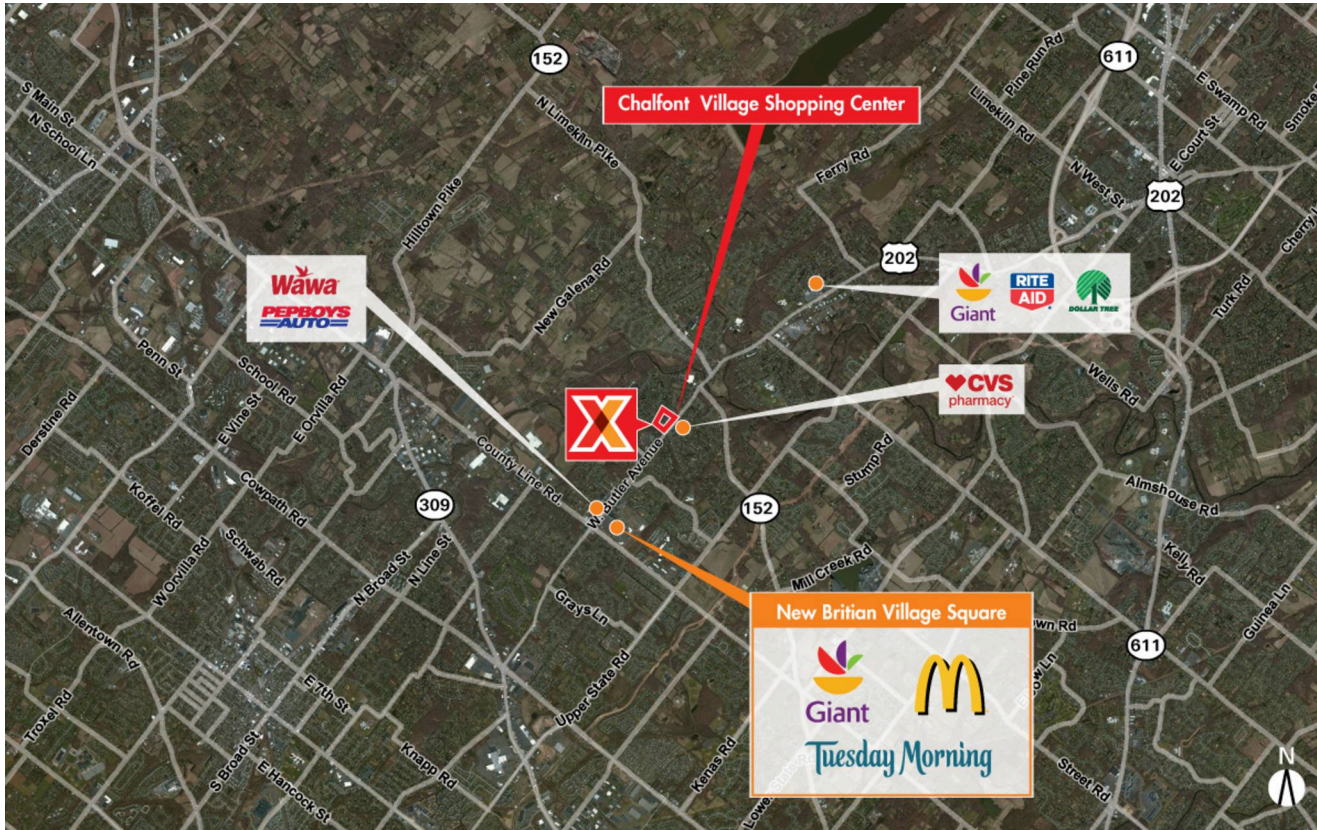 152
611
Pine Run Rd
E Swamp Rd
S Main St
N School Ln
N Limekiln Pike
Chalfont Village Shopping Center
Limekiln Rd
E Court St
Ferry Rd
N West St
202
Hilltown Pike
202
Wawa
PEPBOYS
AUTO
New Galena Rd
Giant
RITE
AID
DOLLAR TREE
Turk Rd
Penn St
School Rd
E Vine St
E Orvilla Rd
Wells Rd
CVS
pharmacy
X
Derstine Rd
County Line Rd.
W. Butler Avenue
Stump Rd
Almshouse Rd
Koffel Rd
Cowpath Rd
309
152
Schwab Rd
W Orvilla Rd
N Broad St
N Line St
Mill Creek Rd
Kelly Rd
Guinea Ln
Grays Ln
Allentown Rd
New Britian Village Square
own Rd
611
Giant
Tuesday Morning
E 7th St
Upper State Rd
Troxel Rd
S Broad St
E Hancock St
Knapp Rd
Kenas Rd
Street Rd
N